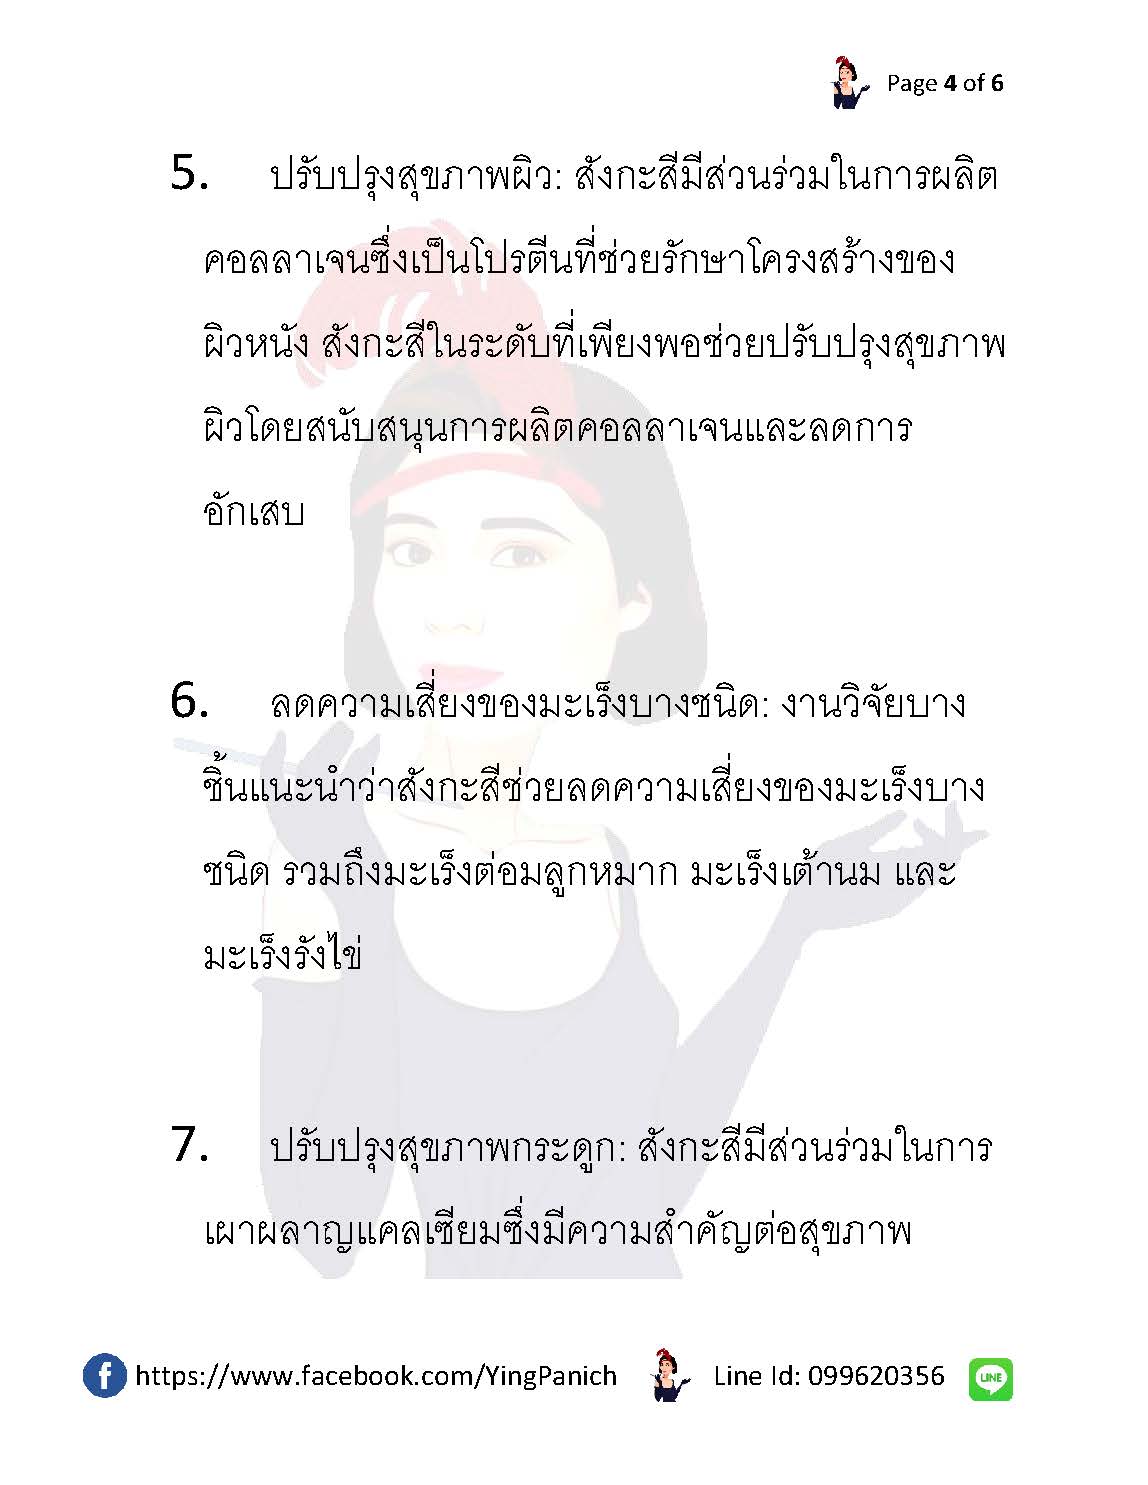 Page 4 of 6
5. ปรับปรุงสุขภาพผิว: สังกะสีมีส่วนร่วมในการผลิต
คอลลาเจนซึ่งเป็นโปรตีนที่ช่วยรักษาโครงสร้างของ
ผิวหนัง สังกะสีในระดับที่เพียงพอช่วยปรับปรุงสุขภาพ
ผิวโดยสนับสนุนการผลิตคอลลาเจนและลดการ
อักเสบ
6. ลดความเสี่ยงของมะเร็งบางชนิด: งานวิจัยบาง
ชิ้นแนะนำว่าสังกะสีช่วยลดความเสี่ยงของมะเร็งบาง
ชนิด รวมถึงมะเร็งต่อมลูกหมาก มะเร็งเต้านม และ
มะเร็งรังไข่
7. ปรับปรุงสุขภาพกระดูก: สังกะสีมีส่วนร่วมในการ
เผาผลาญแคลเซียมซึ่งมีความสำคัญต่อสุขภาพ
https://www.facebook.com/YingPanich Line Id: 099620356 LINE